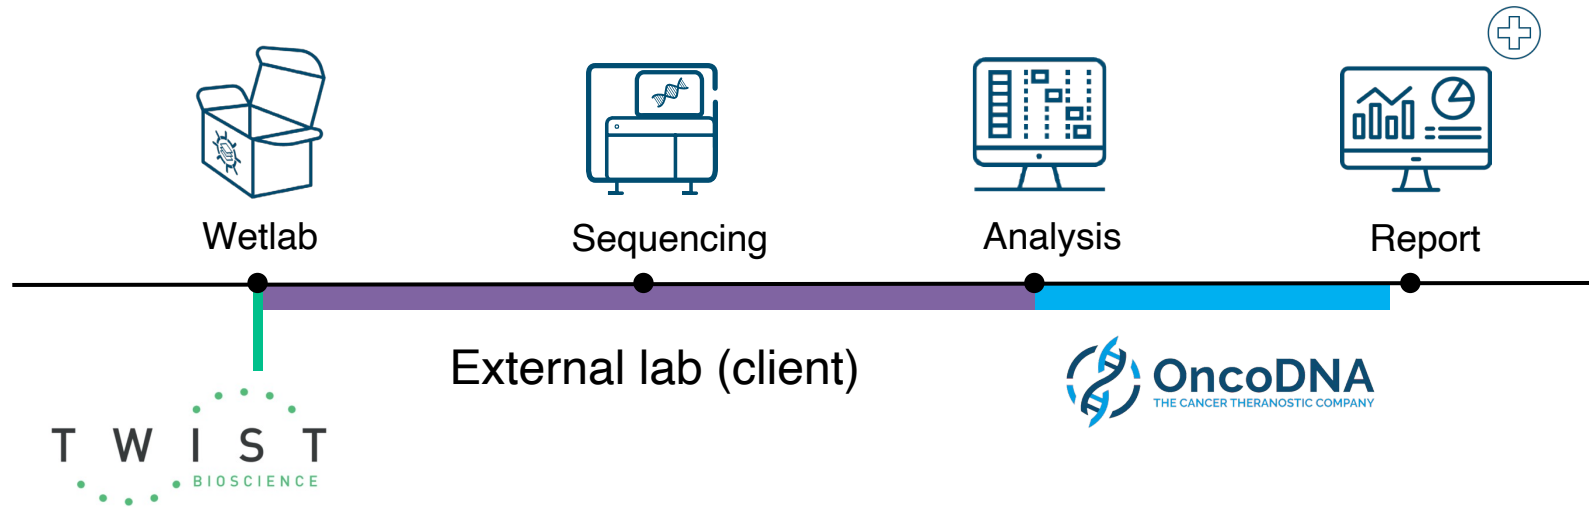 Wetlab
Sequencing
Analysis
Report
External lab (client)
OncoDNA
THE CANCER THERANOSTIC COMPANY
TWIST
BIOSCIENCE